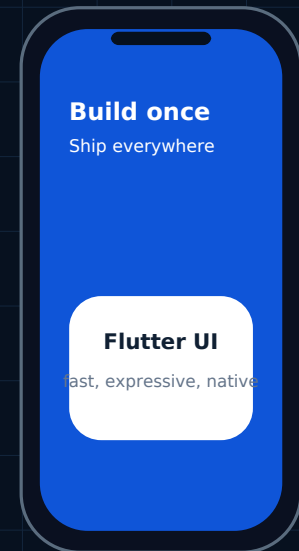 Build once
Ship everywhere
Flutter UI
fast, expressive, native